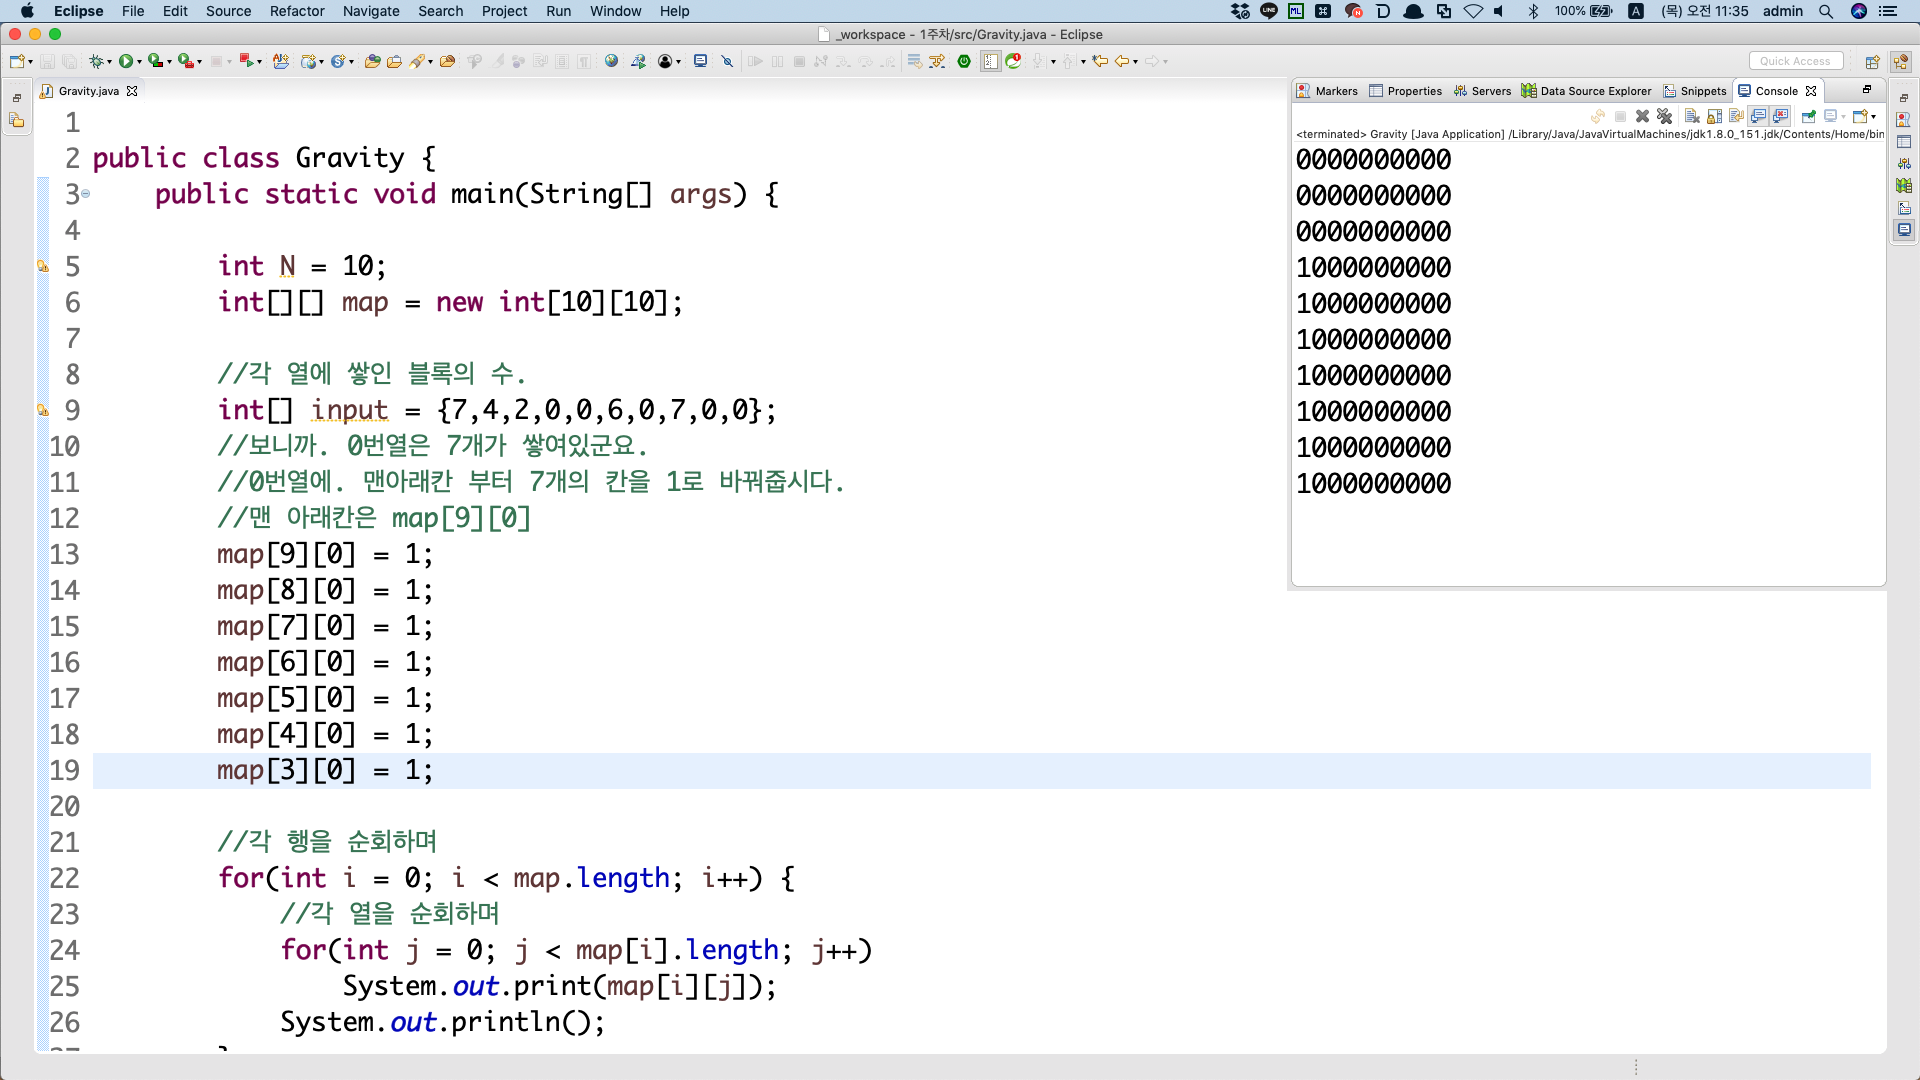 Eclipse File Edit Source Refactor Navigate Search Project Run Window Help 100% A (목) 오전 11:35 admin
_workspace - 1주차/src/Gravity.java - Eclipse
Quick Access
Gravity.java
Markers Properties Servers Data Source Explorer Snippets Console
<terminated> Gravity [Java Application] /Library/Java/JavaVirtualMachines/jdk1.8.0_151.jdk/Contents/Home/bin
0000000000
0000000000
0000000000
1000000000
1000000000
1000000000
1000000000
1000000000
1000000000
1000000000
1
2 public class Gravity {
3 public static void main(String[] args) {
4
5 int N = 10;
6 int[][] map = new int[10][10];
7
8 //각 열에 쌓인 블록의 수.
9 int[] input = {7,4,2,0,0,6,0,7,0,0};
10 //보니까. 0번열은 7개가 쌓여있군요.
11 //0번열에. 맨아래칸 부터 7개의 칸을 1로 바꿔줍시다.
12 //맨 아래칸은 map[9][0]
13 map[9][0] = 1;
14 map[8][0] = 1;
15 map[7][0] = 1;
16 map[6][0] = 1;
17 map[5][0] = 1;
18 map[4][0] = 1;
19 map[3][0] = 1;
20
21 //각 행을 순회하며
22 for(int i = 0; i < map.length; i++) {
23 //각 열을 순회하며
24 for(int j = 0; j < map[i].length; j++)
25 System.out.print(map[i][j]);
26 System.out.println();